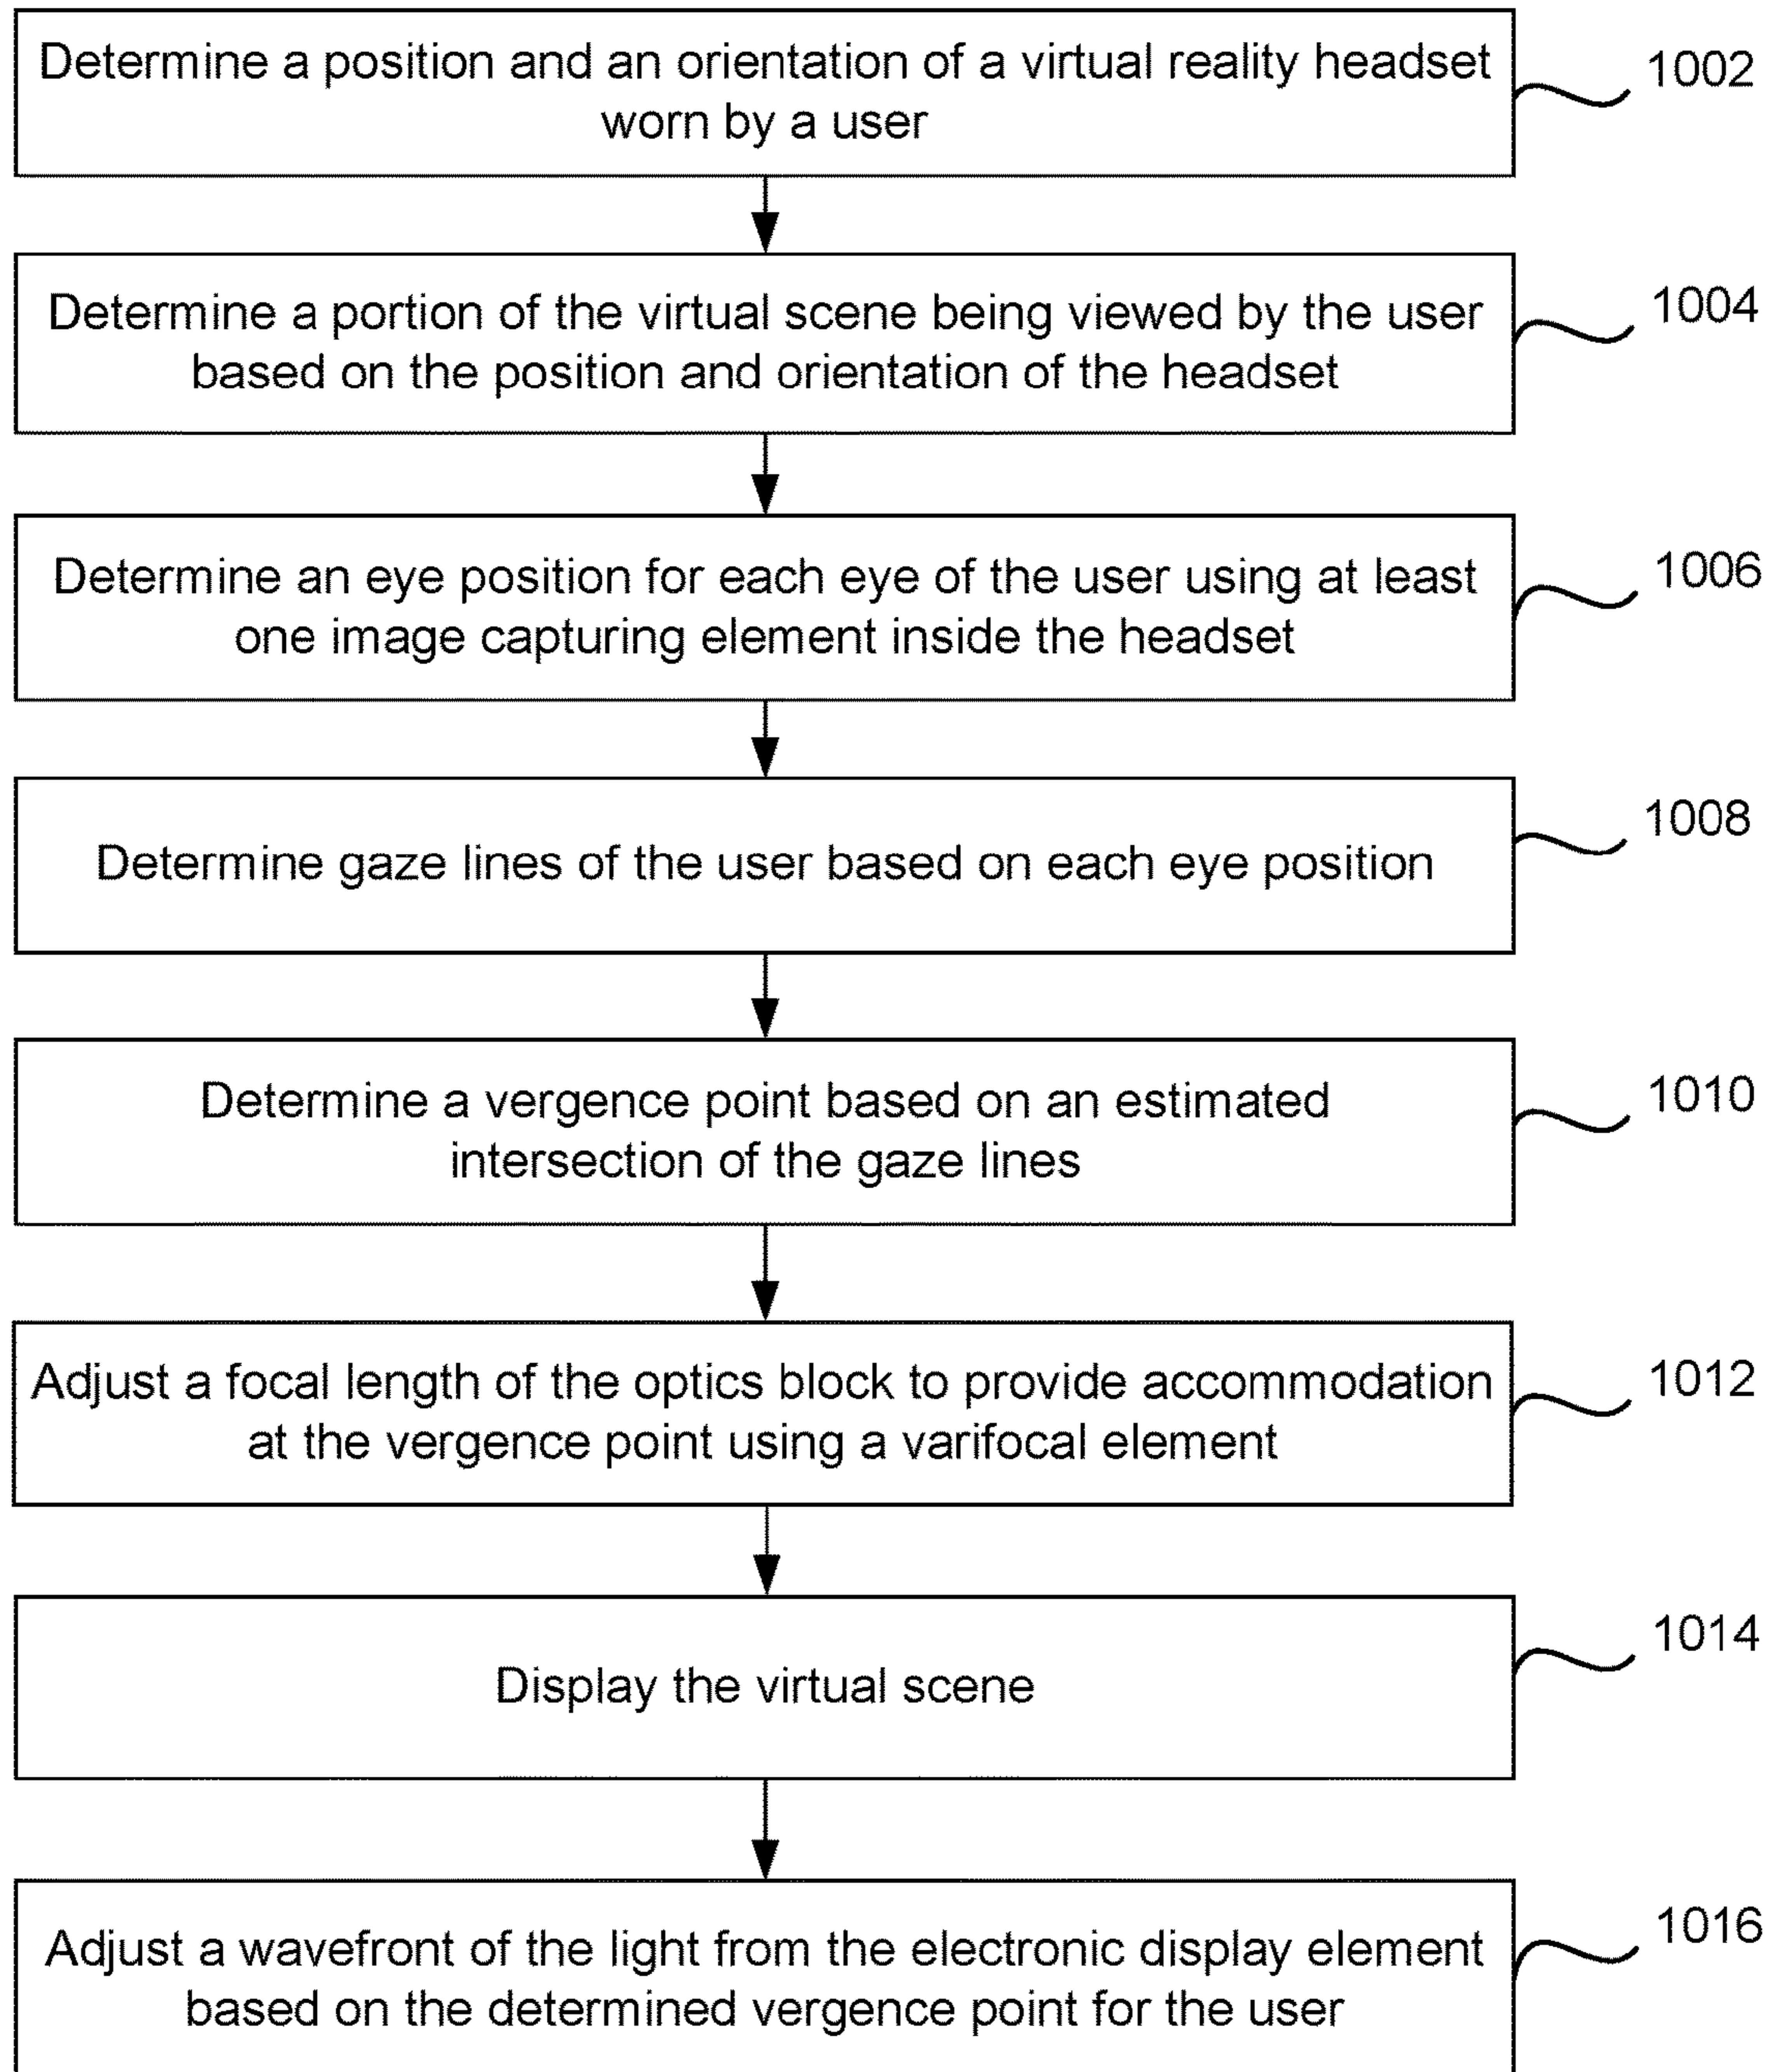 Determine a position and an orientation of a virtual reality headset
worn by a user
1002
Determine a portion of the virtual scene being viewed by the user
based on the position and orientation of the headset
1004
Determine an eye position for each eye of the user using at least
one image capturing element inside the headset
1006
Determine gaze lines of the user based on each eye position
1008
Determine a vergence point based on an estimated
intersection of the gaze lines
1010
Adjust a focal length of the optics block to provide accommodation
at the vergence point using a varifocal element
1012
Display the virtual scene
1014
Adjust a wavefront of the light from the electronic display element
based on the determined vergence point for the user
1016